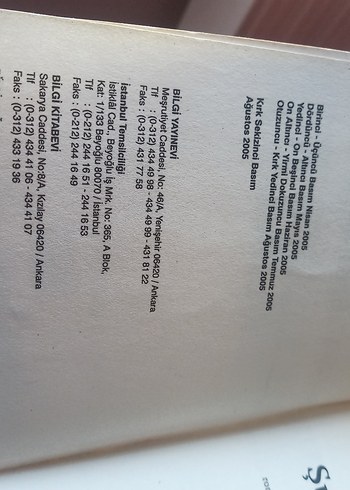 Birinci - Üçüncü Basım Nisan 2005
Dördüncü - Altıncı Basım Mayıs 2005
Yedinci - On Beşinci Basım Haziran 2005
On Altıncı - Yirmi Dokuzuncu Basım Temmuz 2005
Otuzuncu - Kırk Yedinci Basım Ağustos 2005
Kırk Sekizinci Basım
Ağustos 2005
BİLGİ YAYINEVİ
Meşrutiyet Caddesi, No: 46/A, Yenişehir 06420 / Ankara
Tlf : (0-312) 434 49 98 - 434 49 99 - 431 81 22
Faks : (0-312) 431 77 58
İstanbul Temsilciliği
İstiklâl Cad., Beyoğlu İş Mrk. No: 365, A Blok,
Kat: 1/133 Beyoğlu 80070 / İstanbul
Tlf : (0-212) 244 16 51 - 244 16 53
Faks : (0-212) 244 16 49
BİLGİ KİTABEVİ
Sakarya Caddesi, No:8/A, Kızılay 06420 / Ankara
Tlf : (0-312) 434 41 06 - 434 41 07
Faks : (0-312) 433 19 36